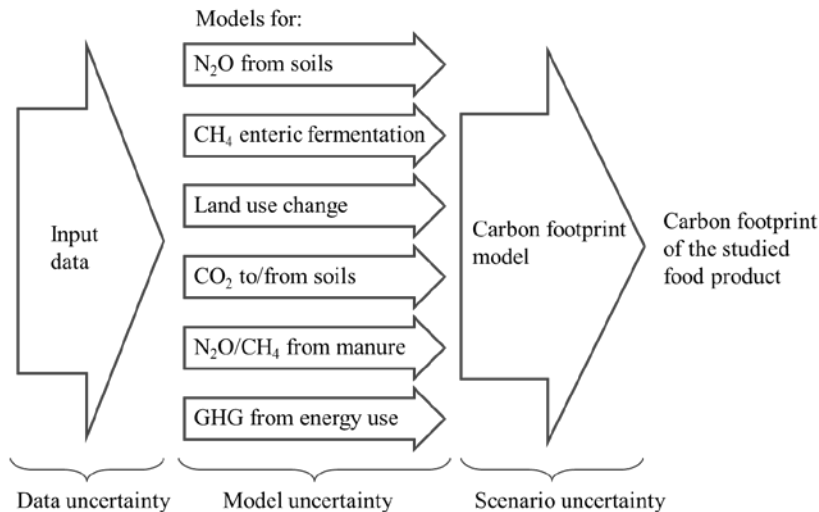 Models for:
N₂O from soils
CH₄ enteric fermentation
Land use change
CO₂ to/from soils
N₂O/CH₄ from manure
GHG from energy use
Input
data
Carbon footprint
model
Carbon footprint
of the studied
food product
Data uncertainty
Model uncertainty
Scenario uncertainty